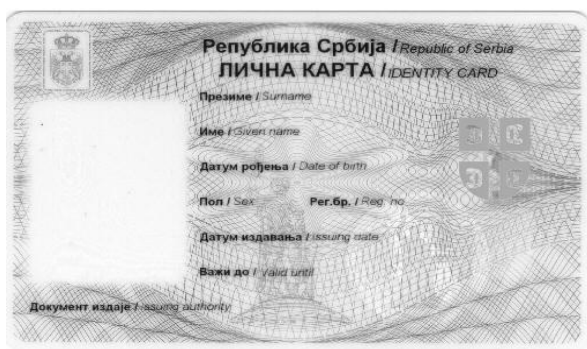 Република Србија / Republic of Serbia
ЛИЧНА КАРТА / IDENTITY CARD
Презиме / Surname
Име / Given name
Датум рођења / Date of birth
Пол / Sex Рег.бр. / Reg. no
Датум издавања / Issuing date
Важи до / Valid until
Документ издаје / Issuing authority